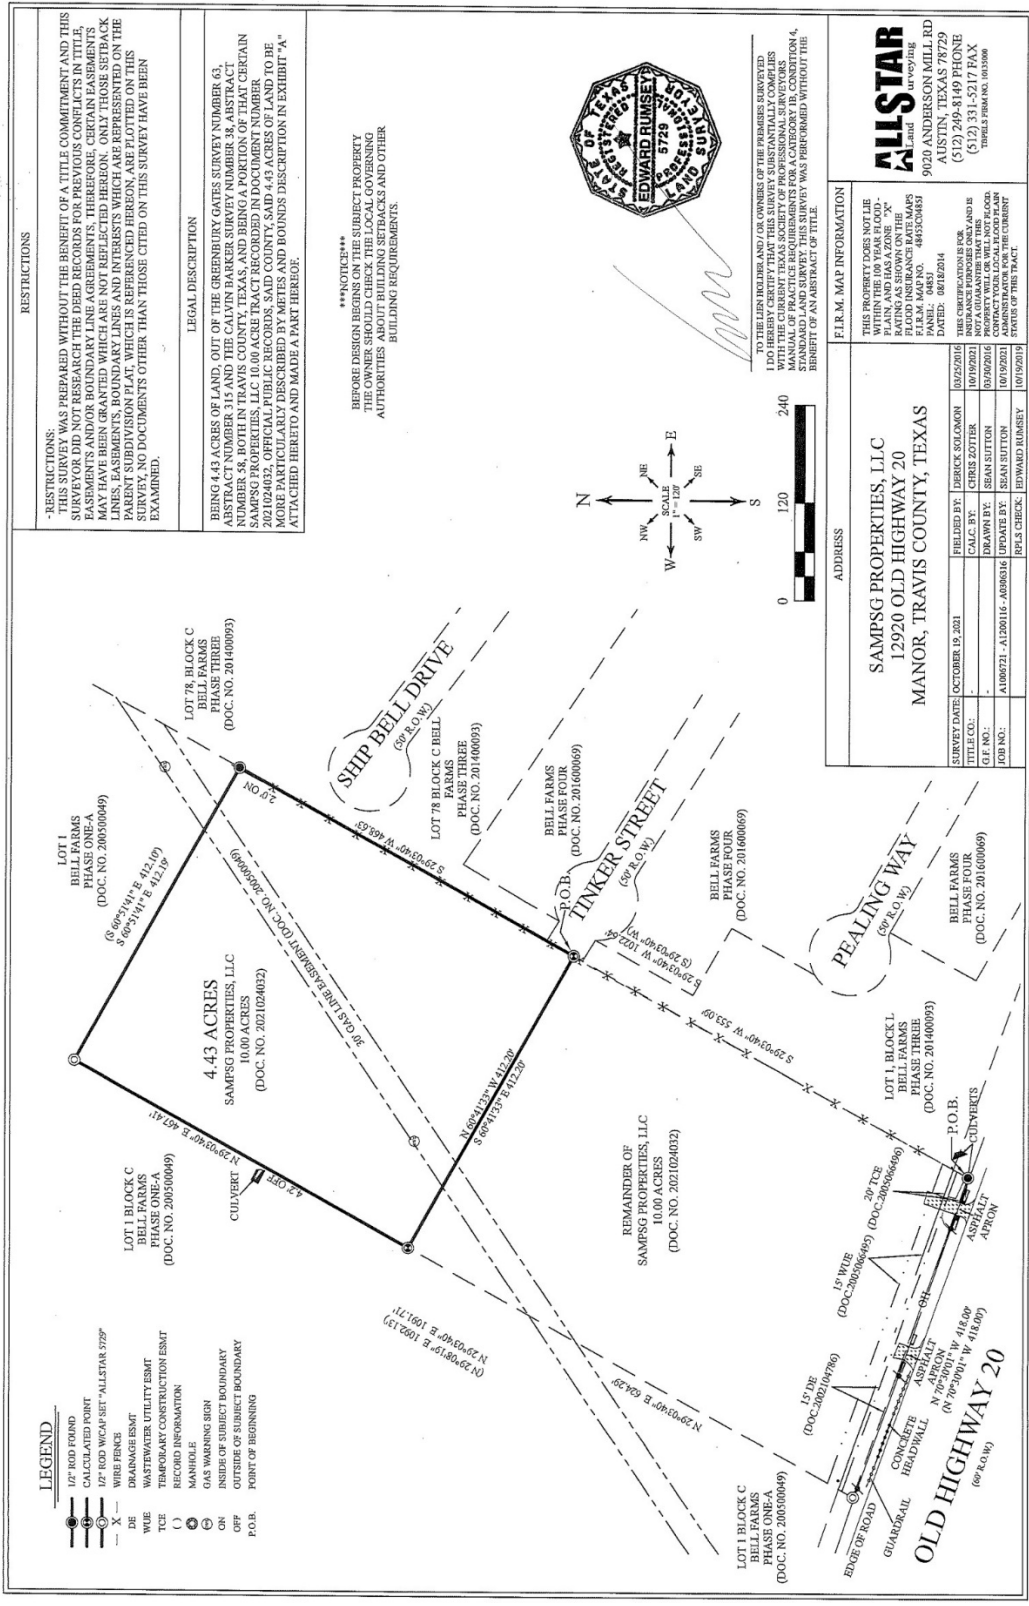 RESTRICTIONS
- RESTRICTIONS:
THIS SURVEY WAS PREPARED WITHOUT THE BENEFIT OF A TITLE COMMITMENT AND THIS
SURVEYOR DID NOT RESEARCH THE DEED RECORDS FOR PREVIOUS CONFLICTS IN TITLE,
EASEMENTS AND/OR BOUNDARY LINE AGREEMENTS, THEREFORE, CERTAIN EASEMENTS
MAY HAVE BEEN GRANTED WHICH ARE NOT REFLECTED HEREON. ONLY THOSE SETBACK
LINES, EASEMENTS, BOUNDARY LINES AND INTERESTS WHICH ARE REPRESENTED ON THE
PARENT SUBDIVISION PLAT, WHICH IS REFERENCED HEREON, ARE PLOTTED ON THIS
SURVEY, NO DOCUMENTS OTHER THAN THOSE CITED ON THIS SURVEY HAVE BEEN
EXAMINED.
LEGAL DESCRIPTION
BEING 4.43 ACRES OF LAND, OUT OF THE GREENBURY GATES SURVEY NUMBER 63,
ABSTRACT NUMBER 315 AND THE CALVIN BARKER SURVEY NUMBER 38, ABSTRACT
NUMBER 58, BOTH IN TRAVIS COUNTY, TEXAS, AND BEING A PORTION OF THAT CERTAIN
SAMPSG PROPERTIES, LLC 10.00 ACRE TRACT RECORDED IN DOCUMENT NUMBER
2021024032, OFFICIAL PUBLIC RECORDS, SAID COUNTY, SAID 4.43 ACRES OF LAND TO BE
MORE PARTICULARLY DESCRIBED BY METES AND BOUNDS DESCRIPTION IN EXHIBIT "A"
ATTACHED HERETO AND MADE A PART HEREOF.
***NOTICE***
BEFORE DESIGN BEGINS ON THE SUBJECT PROPERTY
THE OWNER SHOULD CHECK THE LOCAL GOVERNING
AUTHORITIES ABOUT BUILDING SETBACKS AND OTHER
BUILDING REQUIREMENTS.
STATE OF TEXAS
REGISTERED
EDWARD RUMSEY
5729
PROFESSIONAL
LAND SURVEYOR
TO THE LIEN HOLDER AND / OR OWNERS OF THE PREMISES SURVEYED
I DO HEREBY CERTIFY THAT THIS SURVEY SUBSTANTIALLY COMPLIES
WITH THE CURRENT TEXAS SOCIETY OF PROFESSIONAL SURVEYORS
MANUAL OF PRACTICE REQUIREMENTS FOR A CATEGORY 1B, CONDITION 4,
STANDARD LAND SURVEY. THIS SURVEY WAS PERFORMED WITHOUT THE
BENEFIT OF AN ABSTRACT OF TITLE.
N
NW
NE
W
SCALE
1" = 120'
E
SW
SE
S
0
120
240
LEGEND
1/2" ROD FOUND
CALCULATED POINT
1/2" ROD W/CAP SET "ALLSTAR 5729"
X WIRE FENCE
DE DRAINAGE ESMT
WUE WASTEWATER UTILITY ESMT
TCE TEMPORARY CONSTRUCTION ESMT
( ) RECORD INFORMATION
MANHOLE
GAS WARNING SIGN
ON INSIDE OF SUBJECT BOUNDARY
OFF OUTSIDE OF SUBJECT BOUNDARY
P.O.B. POINT OF BEGINNING
LOT 1
BELL FARMS
PHASE ONE-A
(DOC. NO. 200500049)
(S 60°51'41" E 412.10')
S 60°51'41" E 412.19'
LOT 78, BLOCK C
BELL FARMS
PHASE THREE
(DOC. NO. 201400093)
2.0' ON
S 29°03'40" W 468.63'
SHIP BELL DRIVE
(50' R.O.W.)
LOT 78 BLOCK C BELL
FARMS
PHASE THREE
(DOC. NO. 201400093)
4.43 ACRES
SAMPSG PROPERTIES, LLC
10.00 ACRES
(DOC. NO. 2021024032)
30' GAS LINE EASEMENT (DOC. NO. 200500049)
N 29°03'40" E 467.41'
4.2' OFF
CULVERT
LOT 1 BLOCK C
BELL FARMS
PHASE ONE-A
(DOC. NO. 200500049)
BELL FARMS
PHASE FOUR
(DOC. NO. 201600069)
P.O.B.
TINKER STREET
(50' R.O.W.)
N 60°41'33" W 412.20'
S 60°41'33" E 412.20'
S 29°03'40" W 1022.64'
(S 29°03'40" W)
BELL FARMS
PHASE FOUR
(DOC. NO. 201600069)
S 29°03'40" W 553.09'
PEALING WAY
(50' R.O.W.)
REMAINDER OF
SAMPSG PROPERTIES, LLC
10.00 ACRES
(DOC. NO. 2021024032)
(N 29°08'19" E 1092.13')
N 29°03'40" E 1091.71'
N 29°03'40" E 624.29'
LOT 1, BLOCK L
BELL FARMS
PHASE THREE
(DOC. NO. 201400093)
BELL FARMS
PHASE FOUR
(DOC. NO. 201600069)
LOT 1 BLOCK C
BELL FARMS
PHASE ONE-A
(DOC. NO. 200500049)
15' DE
(DOC.2002104786)
15' WUE
(DOC.2005066495)
20' TCE
(DOC.2005066496)
P.O.B.
CULVERTS
ASPHALT
APRON
OH
ASPHALT
APRON
N 70°30'01" W 418.00'
(N 70°30'01" W 418.00')
CONCRETE
HEADWALL
GUARDRAIL
EDGE OF ROAD
OLD HIGHWAY 20
(60' R.O.W.)
ADDRESS
SAMPSG PROPERTIES, LLC
12920 OLD HIGHWAY 20
MANOR, TRAVIS COUNTY, TEXAS
SURVEY DATE: OCTOBER 19, 2021 FIELDED BY: DERICK SOLOMON 03/25/2016
TITLE CO.: - CALC. BY: CHRIS ZOTTER 10/19/2021
G.F. NO.: - DRAWN BY: SEAN SUTTON 03/30/2016
JOB NO.: A1006721 - A1200116 - A0306316 UPDATE BY: SEAN SUTTON 10/19/2021
RPLS CHECK: EDWARD RUMSEY 10/19/2019
F.I.R.M. MAP INFORMATION
THIS PROPERTY DOES NOT LIE
WITHIN THE 100 YEAR FLOOD-
PLAIN, AND HAS A ZONE "X"
RATING AS SHOWN ON THE
FLOOD INSURANCE RATE MAPS
F.I.R.M. MAP NO. 48453C0485J
PANEL: 0485J
DATED: 08/18/2014
THIS CERTIFICATION IS FOR
INSURANCE PURPOSES ONLY AND IS
NOT A GUARANTEE THAT THIS
PROPERTY WILL OR WILL NOT FLOOD.
CONTACT YOUR LOCAL FLOOD PLAIN
ADMINISTRATOR FOR THE CURRENT
STATUS OF THIS TRACT.
ALLSTAR
Land Surveying
9020 ANDERSON MILL RD
AUSTIN, TEXAS 78729
(512) 249-8149 PHONE
(512) 331-5217 FAX
TBPELS FIRM NO. 10135000